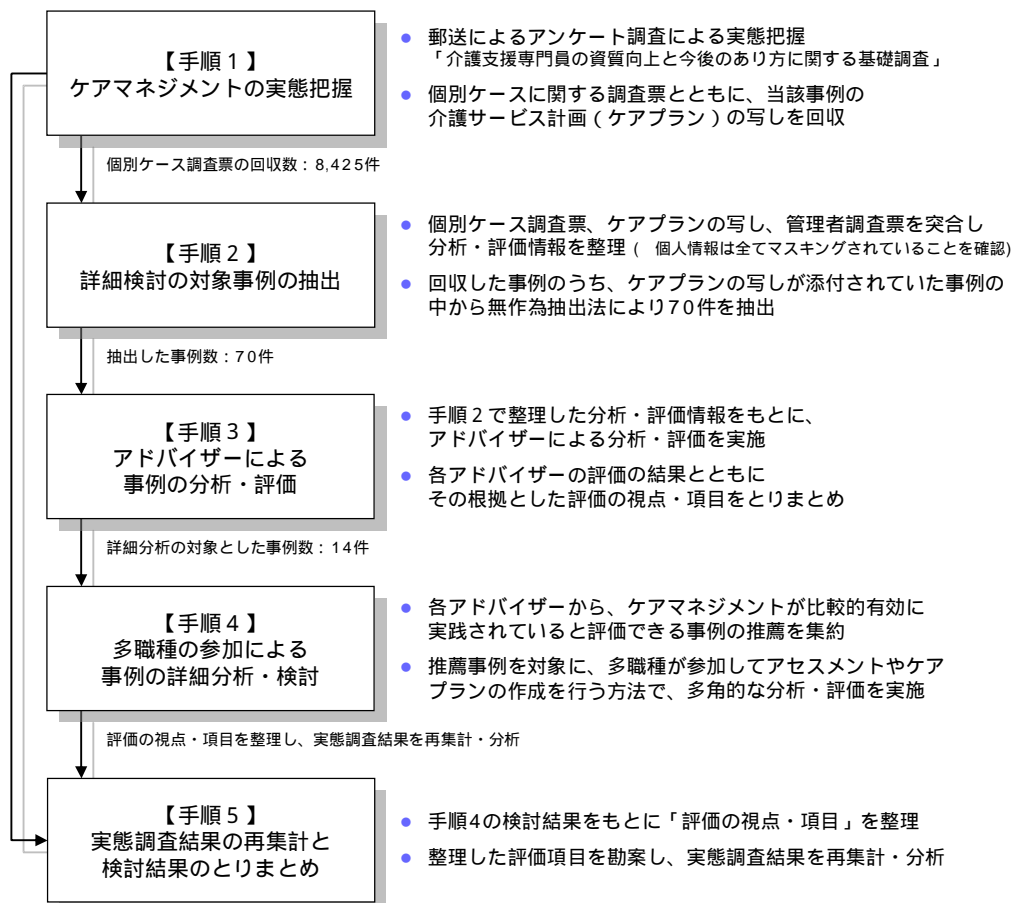 【手順１】
ケアマネジメントの実態把握
● 郵送によるアンケート調査による実態把握
「介護支援専門員の資質向上と今後のあり方に関する基礎調査」
● 個別ケースに関する調査票とともに、当該事例の
介護サービス計画（ケアプラン）の写しを回収
個別ケース調査票の回収数：8,425件
【手順２】
詳細検討の対象事例の抽出
● 個別ケース調査票、ケアプランの写し、管理者調査票を突合し
分析・評価情報を整理（　個人情報は全てマスキングされていることを確認）
● 回収した事例のうち、ケアプランの写しが添付されていた事例の
中から無作為抽出法により70件を抽出
抽出した事例数：70件
【手順３】
アドバイザーによる
事例の分析・評価
● 手順２で整理した分析・評価情報をもとに、
アドバイザーによる分析・評価を実施
● 各アドバイザーの評価の結果とともに
その根拠とした評価の視点・項目をとりまとめ
詳細分析の対象とした事例数：14件
【手順４】
多職種の参加による
事例の詳細分析・検討
● 各アドバイザーから、ケアマネジメントが比較的有効に
実践されていると評価できる事例の推薦を集約
● 推薦事例を対象に、多職種が参加してアセスメントやケア
プランの作成を行う方法で、多角的な分析・評価を実施
評価の視点・項目を整理し、実態調査結果を再集計・分析
【手順５】
実態調査結果の再集計と
検討結果のとりまとめ
● 手順4の検討結果をもとに「評価の視点・項目」を整理
● 整理した評価項目を勘案し、実態調査結果を再集計・分析